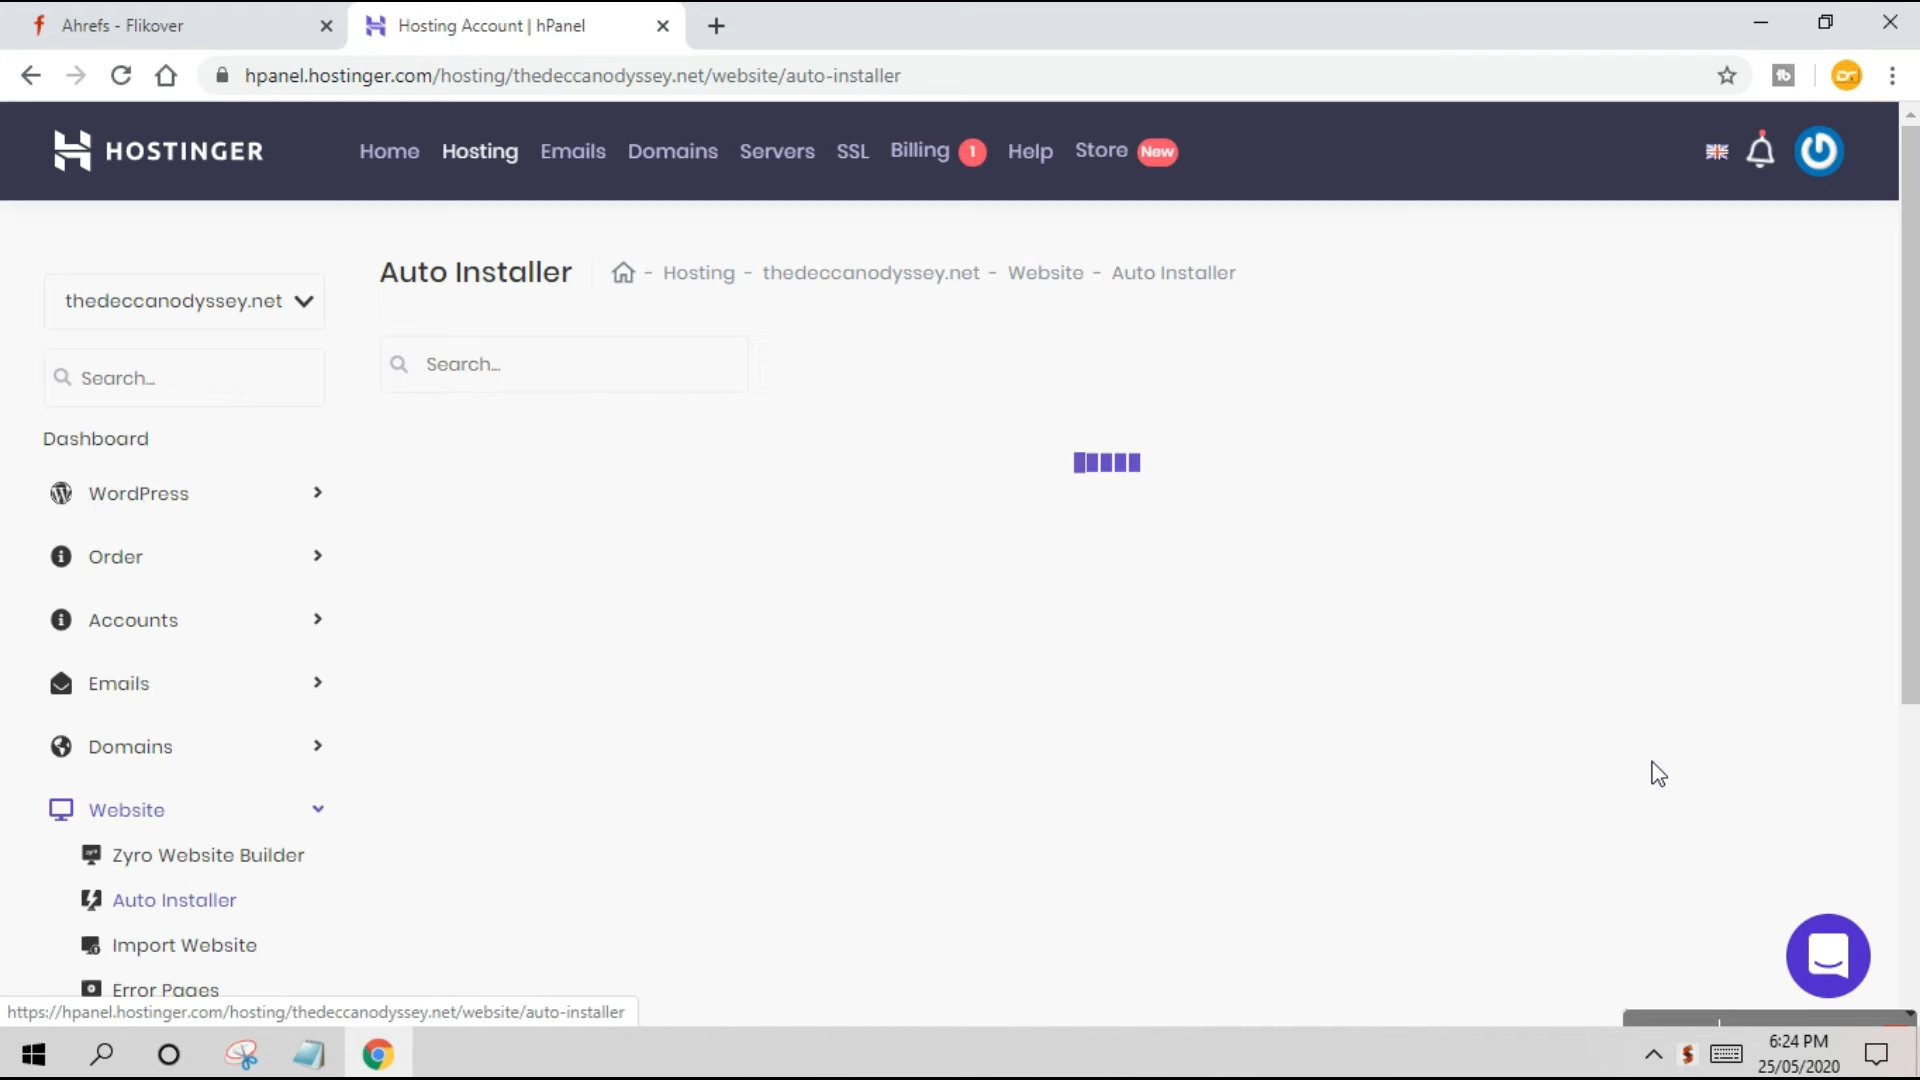 Ahrefs - Flikover
Hosting Account | hPanel
hpanel.hostinger.com/hosting/thedeccanodyssey.net/website/auto-installer
HOSTINGER
Home Hosting Emails Domains Servers SSL Billing 1 Help Store New
Auto Installer
- Hosting - thedeccanodyssey.net - Website - Auto Installer
thedeccanodyssey.net
Search...
Search...
Dashboard
WordPress
Order
Accounts
Emails
Domains
Website
Zyro Website Builder
Auto Installer
Import Website
Error Pages
https://hpanel.hostinger.com/hosting/thedeccanodyssey.net/website/auto-installer
6:24 PM
25/05/2020